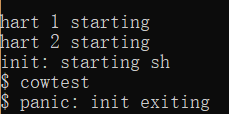 hart 1 starting
hart 2 starting
init: starting sh
$ cowtest
$ panic: init exiting